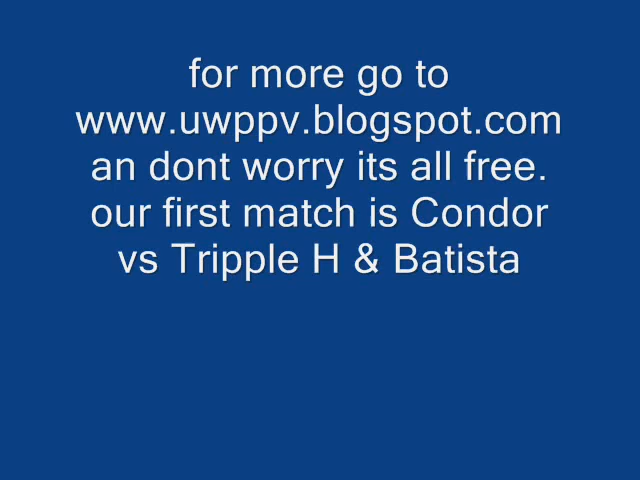 for more go to
www.uwppv.blogspot.com
an dont worry its all free.
our first match is Condor
vs Tripple H & Batista